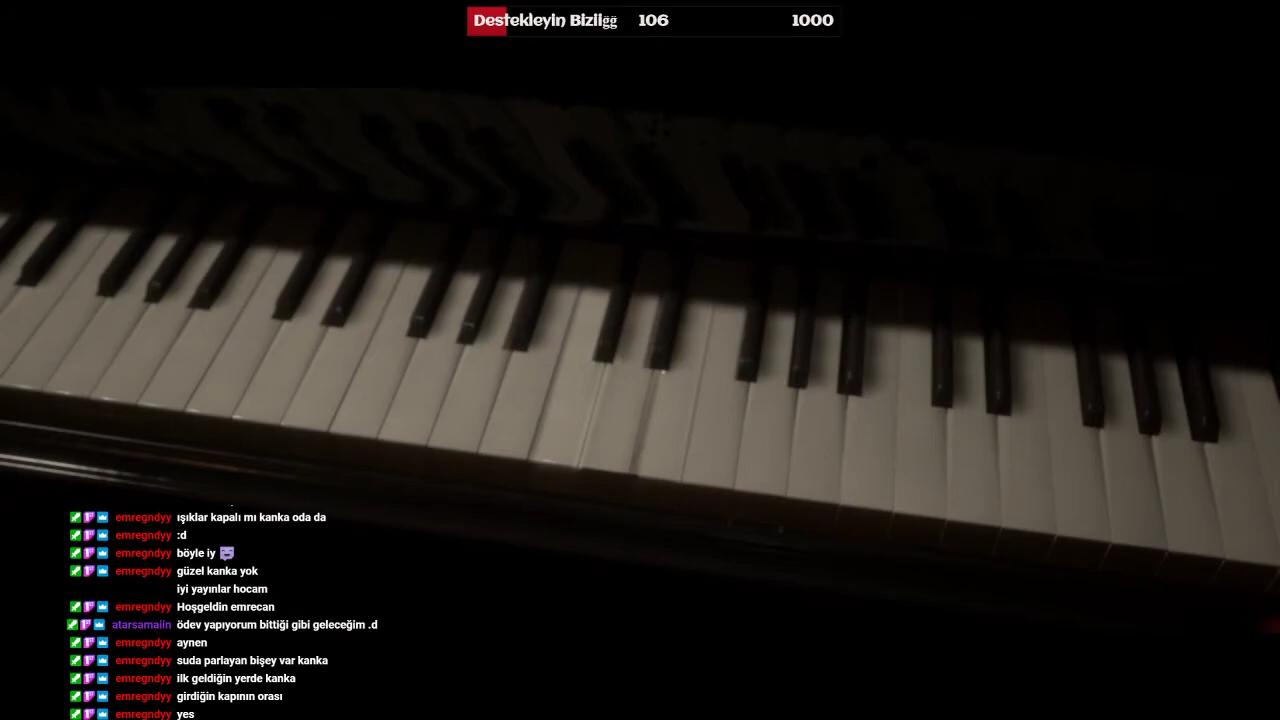 Destekleyin Bizliğğ 106 1000
emregndyy ışıklar kapalı mı kanka oda da
emregndyy :d
emregndyy böyle iy
emregndyy güzel kanka yok
iyi yayınlar hocam
emregndyy Hoşgeldin emrecan
atarsamaiin ödev yapıyorum bittiği gibi geleceğim .d
emregndyy aynen
emregndyy suda parlayan bişey var kanka
emregndyy ilk geldiğin yerde kanka
emregndyy girdiğin kapının orası
emregndyy yes